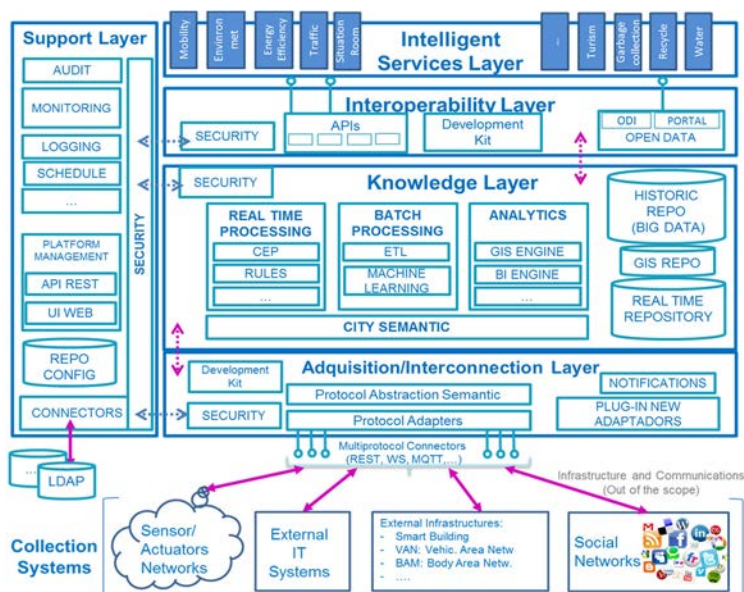 Support Layer
AUDIT
MONITORING
LOGGING
SCHEDULE
...
PLATFORM
MANAGEMENT
API REST
UI WEB
REPO
CONFIG
CONNECTORS
SECURITY
...
LDAP
Mobility
Environ
met
Energy
Efficiency
Traffic
Situation
Room
Intelligent
Services Layer
...
Turism
Garbage
collection
Recycle
Water
Interoperability Layer
SECURITY
APIs
Development
Kit
ODI
PORTAL
OPEN DATA
SECURITY
Knowledge Layer
REAL TIME
PROCESSING
CEP
RULES
...
BATCH
PROCESSING
ETL
MACHINE
LEARNING
ANALYTICS
GIS ENGINE
BI ENGINE
...
CITY SEMANTIC
HISTORIC
REPO
(BIG DATA)
GIS REPO
REAL TIME
REPOSITORY
Adquisition/Interconnection Layer
Development
Kit
SECURITY
Protocol Abstraction Semantic
Protocol Adapters
NOTIFICATIONS
PLUG-IN NEW
ADAPTADORS
Multiprotocol Connectors
(REST, WS, MQTT,...)
Infrastructure and Communications
(Out of the scope)
Collection
Systems
Sensor/
Actuators
Networks
External
IT
Systems
External Infrastructures:
- Smart Building
- VAN: Vehic. Area Netw
- BAM: Body Area Netw.
- ....
Social
Networks